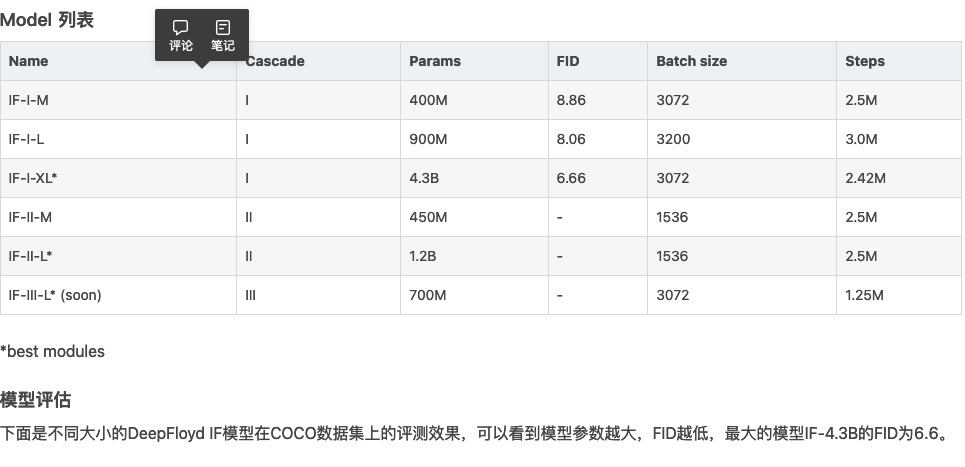 Model 列表
评论 笔记
Name Cascade Params FID Batch size Steps
IF-I-M I 400M 8.86 3072 2.5M
IF-I-L I 900M 8.06 3200 3.0M
IF-I-XL* I 4.3B 6.66 3072 2.42M
IF-II-M II 450M - 1536 2.5M
IF-II-L* II 1.2B - 1536 2.5M
IF-III-L* (soon) III 700M - 3072 1.25M
*best modules
模型评估
下面是不同大小的DeepFloyd IF模型在COCO数据集上的评测效果，可以看到模型参数越大，FID越低，最大的模型IF-4.3B的FID为6.6。